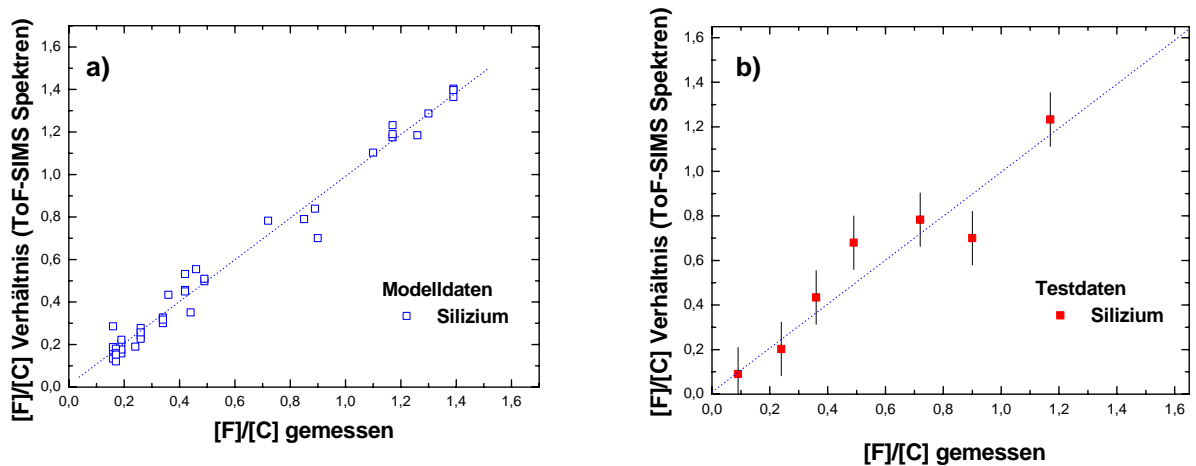 a)
[F]/[C] Verhältnis (ToF-SIMS Spektren)
1,6
1,4
1,2
1,0
0,8
0,6
0,4
0,2
0,0
0,0 0,2 0,4 0,6 0,8 1,0 1,2 1,4 1,6
[F]/[C] gemessen
Modelldaten
Silizium
b)
[F]/[C] Verhältnis (ToF-SIMS Spektren)
1,6
1,4
1,2
1,0
0,8
0,6
0,4
0,2
0,0
0,0 0,2 0,4 0,6 0,8 1,0 1,2 1,4 1,6
[F]/[C] gemessen
Testdaten
Silizium